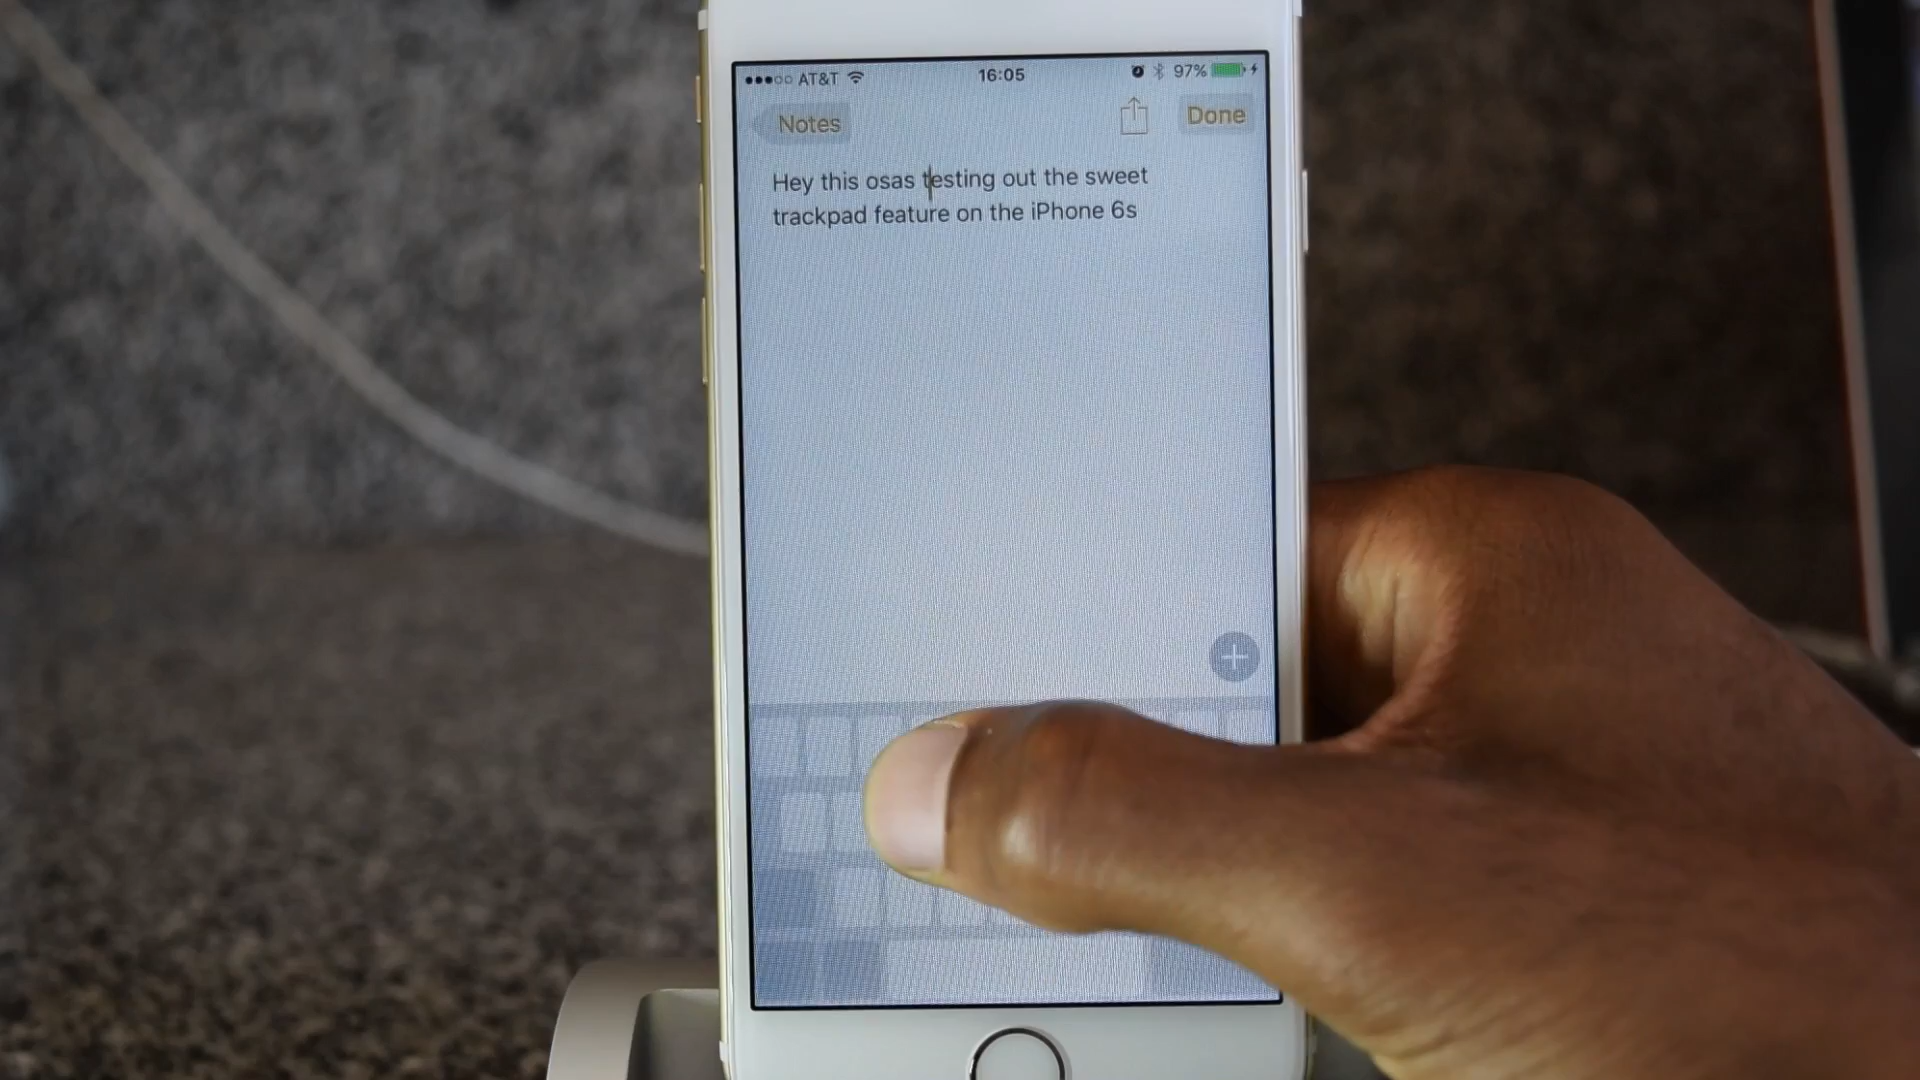 AT&T 16:05 97%
Notes Done
Hey this osas testing out the sweet
trackpad feature on the iPhone 6s